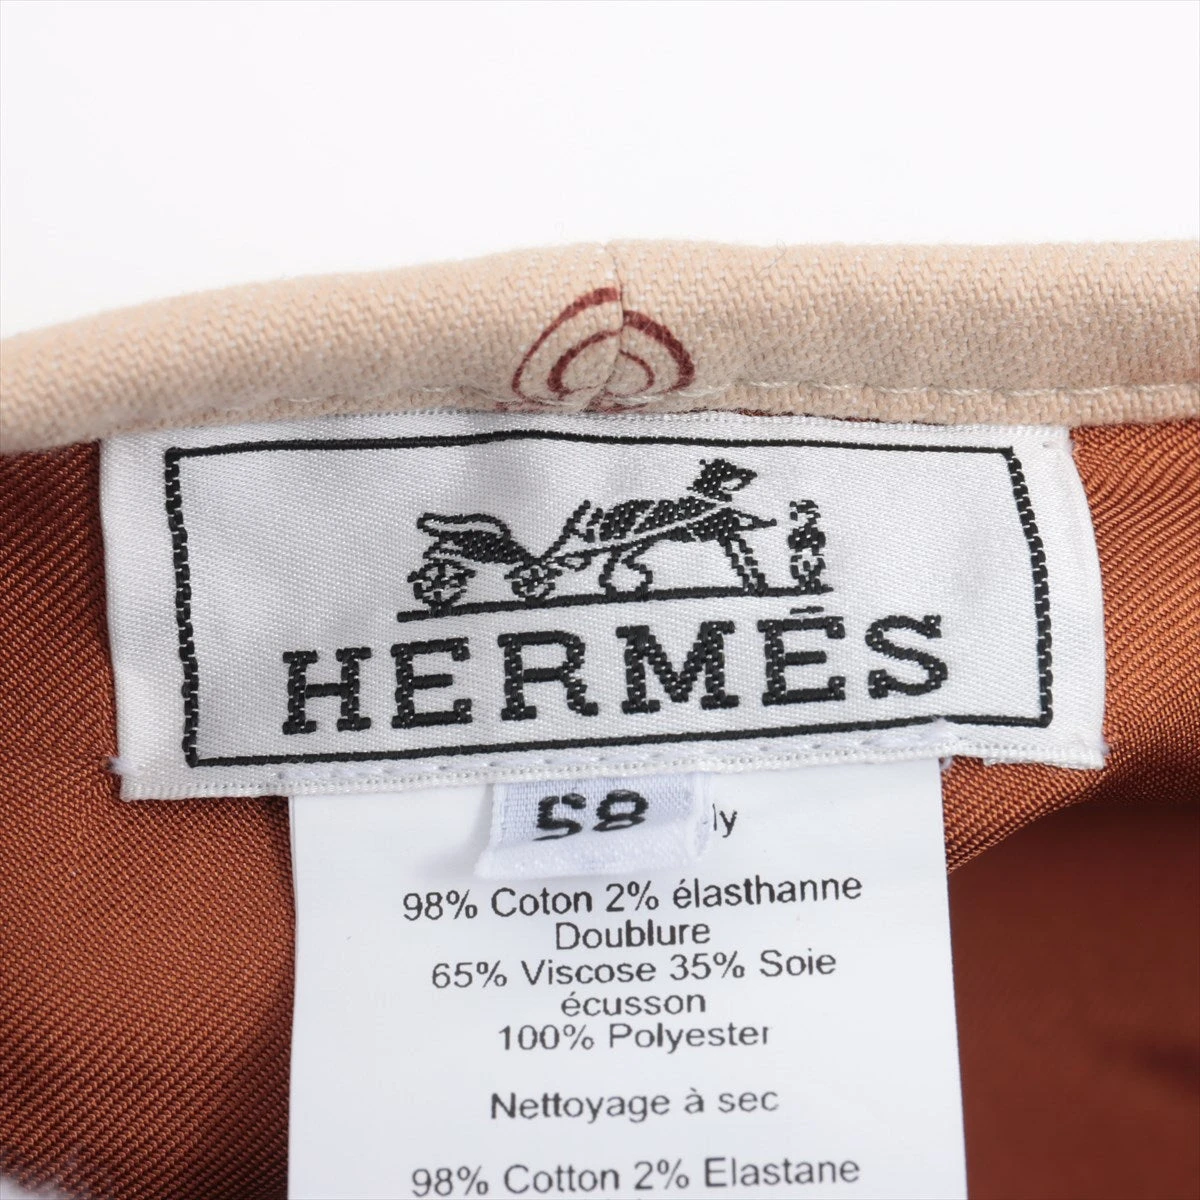 HERMÈS
58
98% Coton 2% élasthanne
Doublure
65% Viscose 35% Soie
écusson
100% Polyester
Nettoyage à sec
98% Cotton 2% Elastane